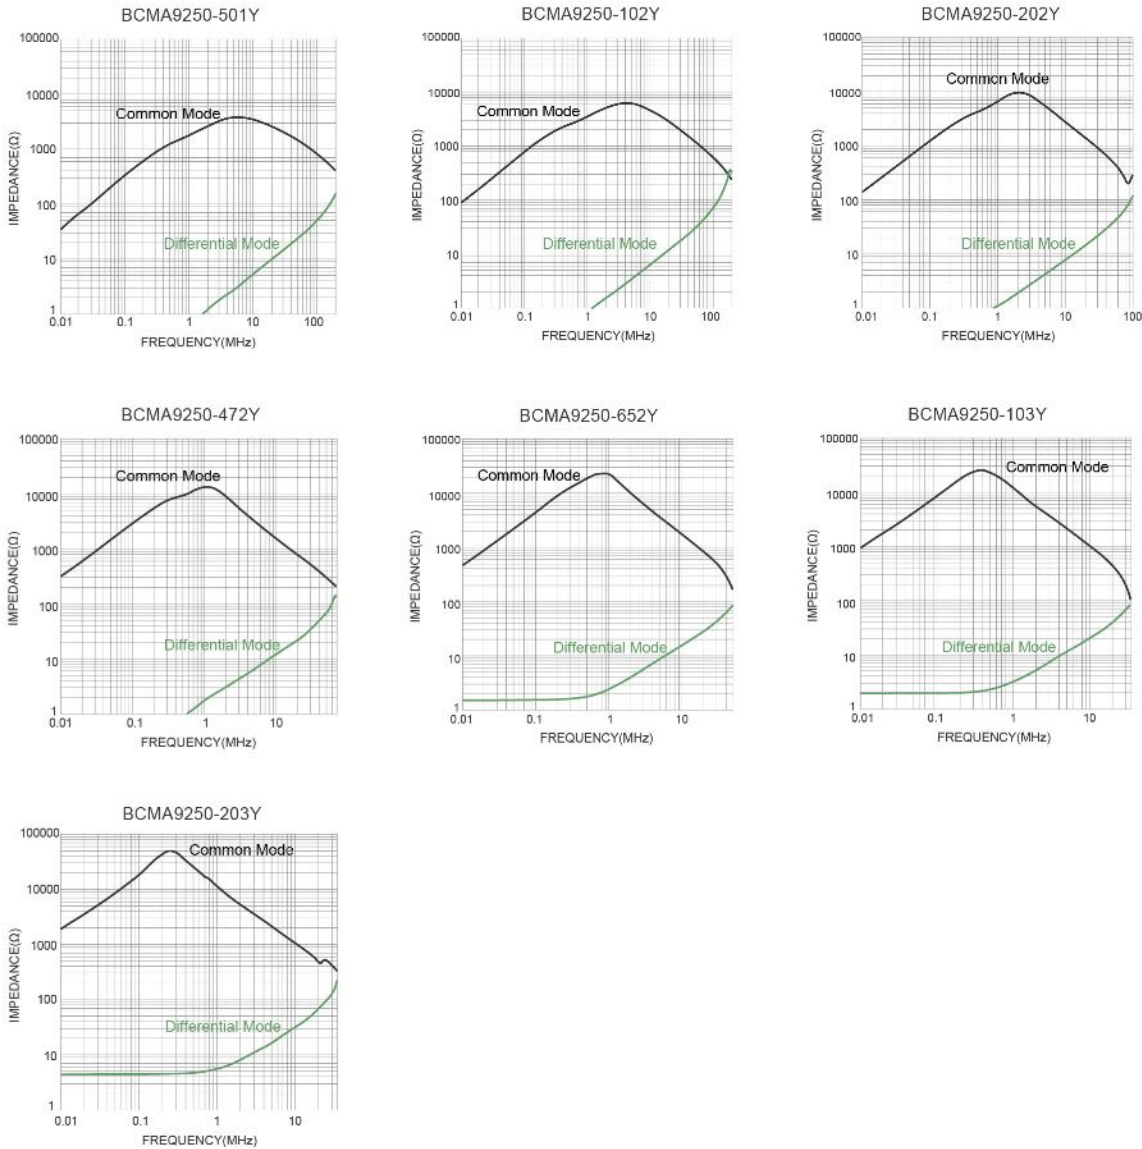 BCMA9250-501Y
100000
10000
1000
100
10
1
IMPEDANCE(Ω)
Common Mode
Differential Mode
0.01 0.1 1 10 100
FREQUENCY(MHz)
BCMA9250-102Y
100000
10000
1000
100
10
1
IMPEDANCE(Ω)
Common Mode
Differential Mode
0.01 0.1 1 10 100
FREQUENCY(MHz)
BCMA9250-202Y
100000
10000
1000
100
10
1
IMPEDANCE(Ω)
Common Mode
Differential Mode
0.01 0.1 1 10 100
FREQUENCY(MHz)
BCMA9250-472Y
100000
10000
1000
100
10
1
IMPEDANCE(Ω)
Common Mode
Differential Mode
0.01 0.1 1 10
FREQUENCY(MHz)
BCMA9250-652Y
100000
10000
1000
100
10
1
IMPEDANCE(Ω)
Common Mode
Differential Mode
0.01 0.1 1 10
FREQUENCY(MHz)
BCMA9250-103Y
100000
10000
1000
100
10
1
IMPEDANCE(Ω)
Common Mode
Differential Mode
0.01 0.1 1 10
FREQUENCY(MHz)
BCMA9250-203Y
100000
10000
1000
100
10
1
IMPEDANCE(Ω)
Common Mode
Differential Mode
0.01 0.1 1 10
FREQUENCY(MHz)